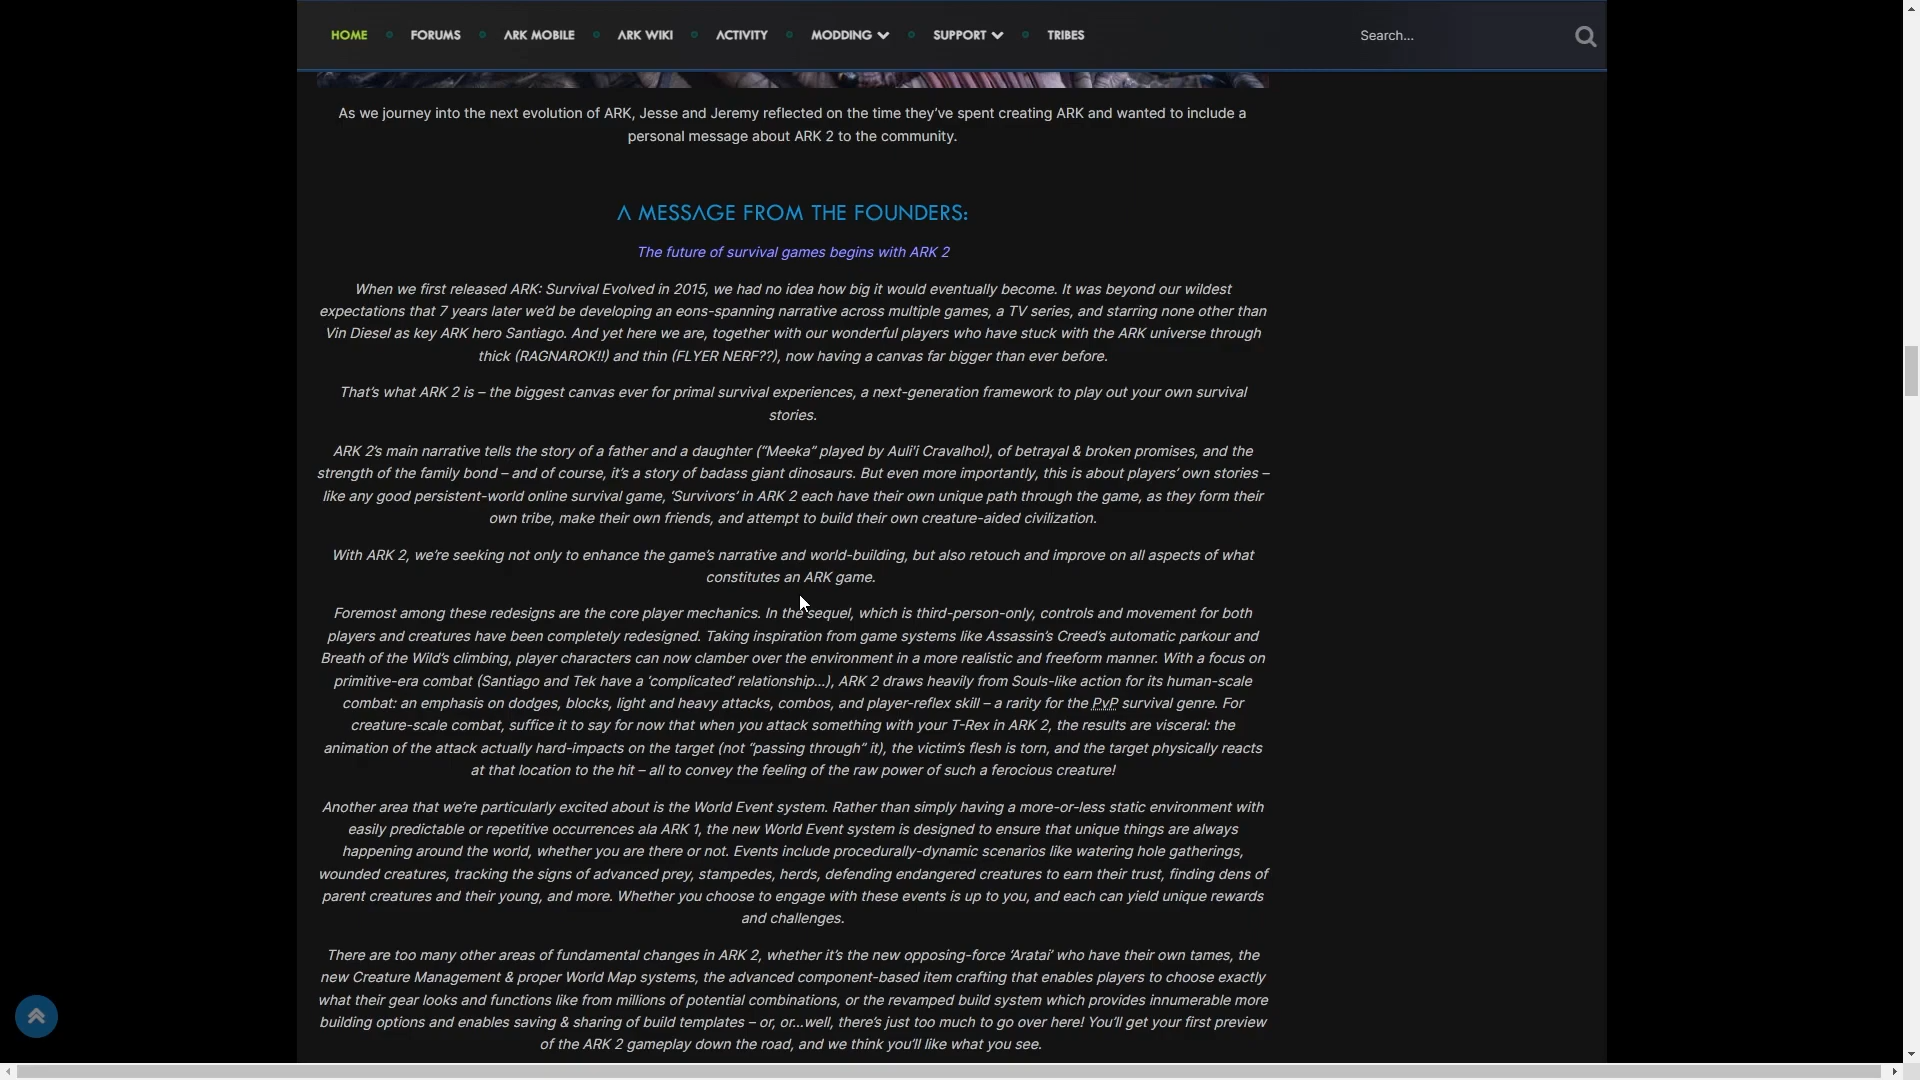 HOME FORUMS ARK MOBILE ARK WIKI ACTIVITY MODDING SUPPORT TRIBES Search...
As we journey into the next evolution of ARK, Jesse and Jeremy reflected on the time they've spent creating ARK and wanted to include a
personal message about ARK 2 to the community.
A MESSAGE FROM THE FOUNDERS:
The future of survival games begins with ARK 2
When we first released ARK: Survival Evolved in 2015, we had no idea how big it would eventually become. It was beyond our wildest
expectations that 7 years later we'd be developing an eons-spanning narrative across multiple games, a TV series, and starring none other than
Vin Diesel as key ARK hero Santiago. And yet here we are, together with our wonderful players who have stuck with the ARK universe through
thick (RAGNAROK!!) and thin (FLYER NERF??), now having a canvas far bigger than ever before.
That's what ARK 2 is – the biggest canvas ever for primal survival experiences, a next-generation framework to play out your own survival
stories.
ARK 2's main narrative tells the story of a father and a daughter ("Meeka" played by Auli'i Cravalho!), of betrayal & broken promises, and the
strength of the family bond – and of course, it's a story of badass giant dinosaurs. But even more importantly, this is about players' own stories –
like any good persistent-world online survival game, 'Survivors' in ARK 2 each have their own unique path through the game, as they form their
own tribe, make their own friends, and attempt to build their own creature-aided civilization.
With ARK 2, we're seeking not only to enhance the game's narrative and world-building, but also retouch and improve on all aspects of what
constitutes an ARK game.
Foremost among these redesigns are the core player mechanics. In the sequel, which is third-person-only, controls and movement for both
players and creatures have been completely redesigned. Taking inspiration from game systems like Assassin's Creed's automatic parkour and
Breath of the Wild's climbing, player characters can now clamber over the environment in a more realistic and freeform manner. With a focus on
primitive-era combat (Santiago and Tek have a 'complicated' relationship...), ARK 2 draws heavily from Souls-like action for its human-scale
combat: an emphasis on dodges, blocks, light and heavy attacks, combos, and player-reflex skill – a rarity for the PvP survival genre. For
creature-scale combat, suffice it to say for now that when you attack something with your T-Rex in ARK 2, the results are visceral: the
animation of the attack actually hard-impacts on the target (not "passing through" it), the victim's flesh is torn, and the target physically reacts
at that location to the hit – all to convey the feeling of the raw power of such a ferocious creature!
Another area that we're particularly excited about is the World Event system. Rather than simply having a more-or-less static environment with
easily predictable or repetitive occurrences ala ARK 1, the new World Event system is designed to ensure that unique things are always
happening around the world, whether you are there or not. Events include procedurally-dynamic scenarios like watering hole gatherings,
wounded creatures, tracking the signs of advanced prey, stampedes, herds, defending endangered creatures to earn their trust, finding dens of
parent creatures and their young, and more. Whether you choose to engage with these events is up to you, and each can yield unique rewards
and challenges.
There are too many other areas of fundamental changes in ARK 2, whether it's the new opposing-force 'Aratai' who have their own tames, the
new Creature Management & proper World Map systems, the advanced component-based item crafting that enables players to choose exactly
what their gear looks and functions like from millions of potential combinations, or the revamped build system which provides innumerable more
building options and enables saving & sharing of build templates – or, or...well, there's just too much to go over here! You'll get your first preview
of the ARK 2 gameplay down the road, and we think you'll like what you see.